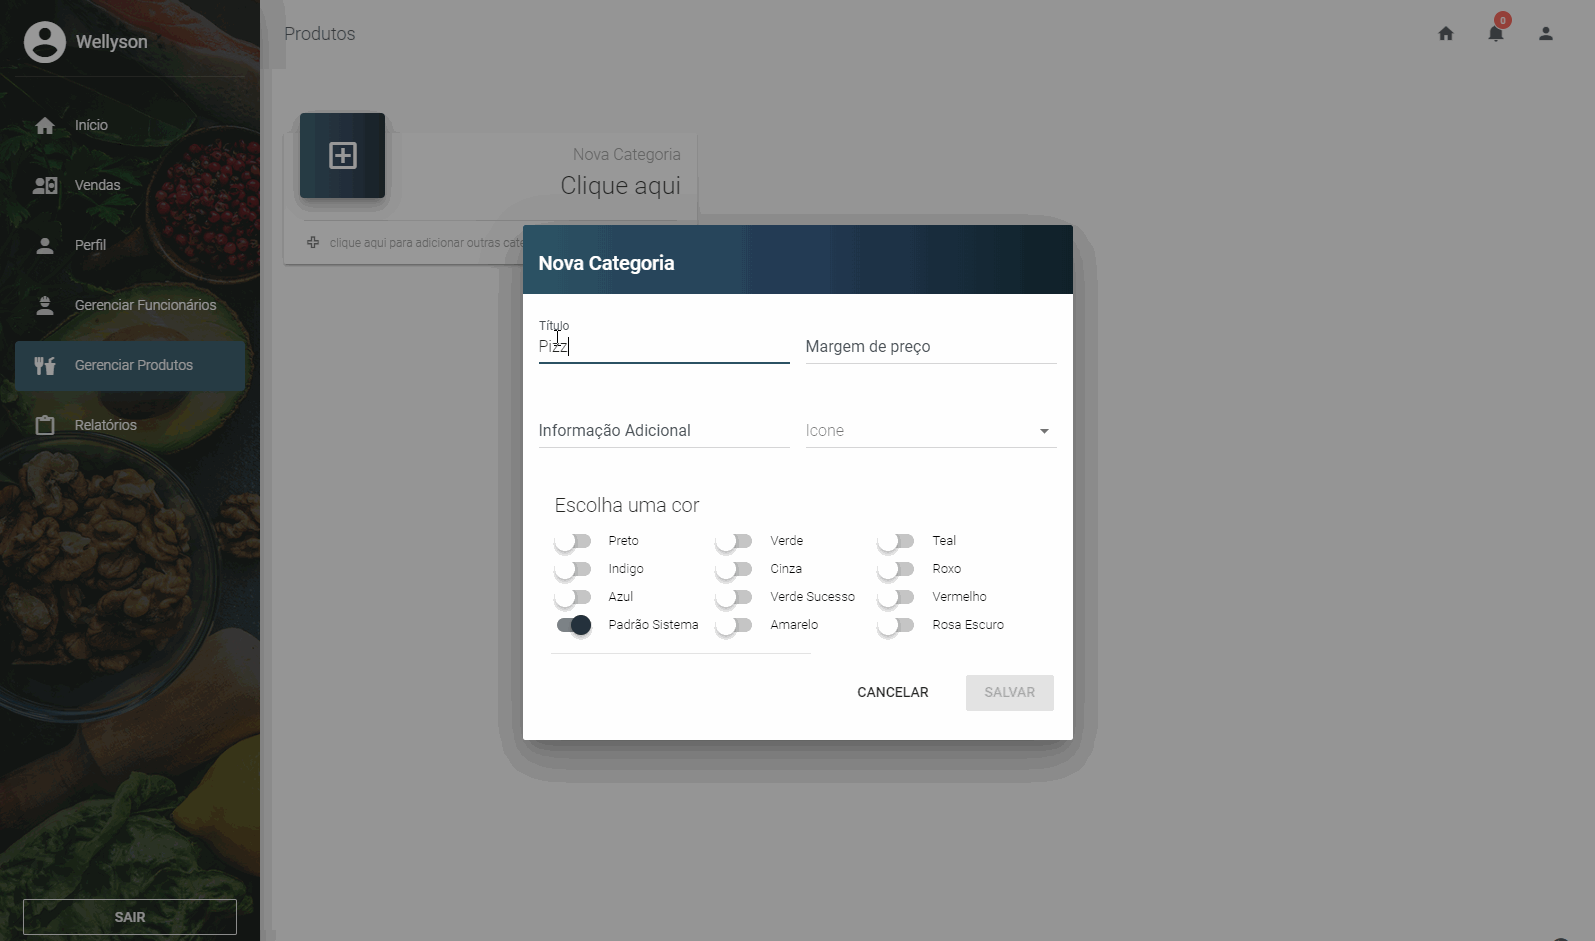 Wellyson
Início
Vendas
Perfil
Gerenciar Funcionários
Gerenciar Produtos
Relatórios
SAIR
Produtos
0
Nova Categoria
Clique aqui
clique aqui para adicionar outras cate
Nova Categoria
Título
Pizz
Margem de preço
Informação Adicional
Icone
Escolha uma cor
Preto Verde Teal
Indigo Cinza Roxo
Azul Verde Sucesso Vermelho
Padrão Sistema Amarelo Rosa Escuro
CANCELAR SALVAR